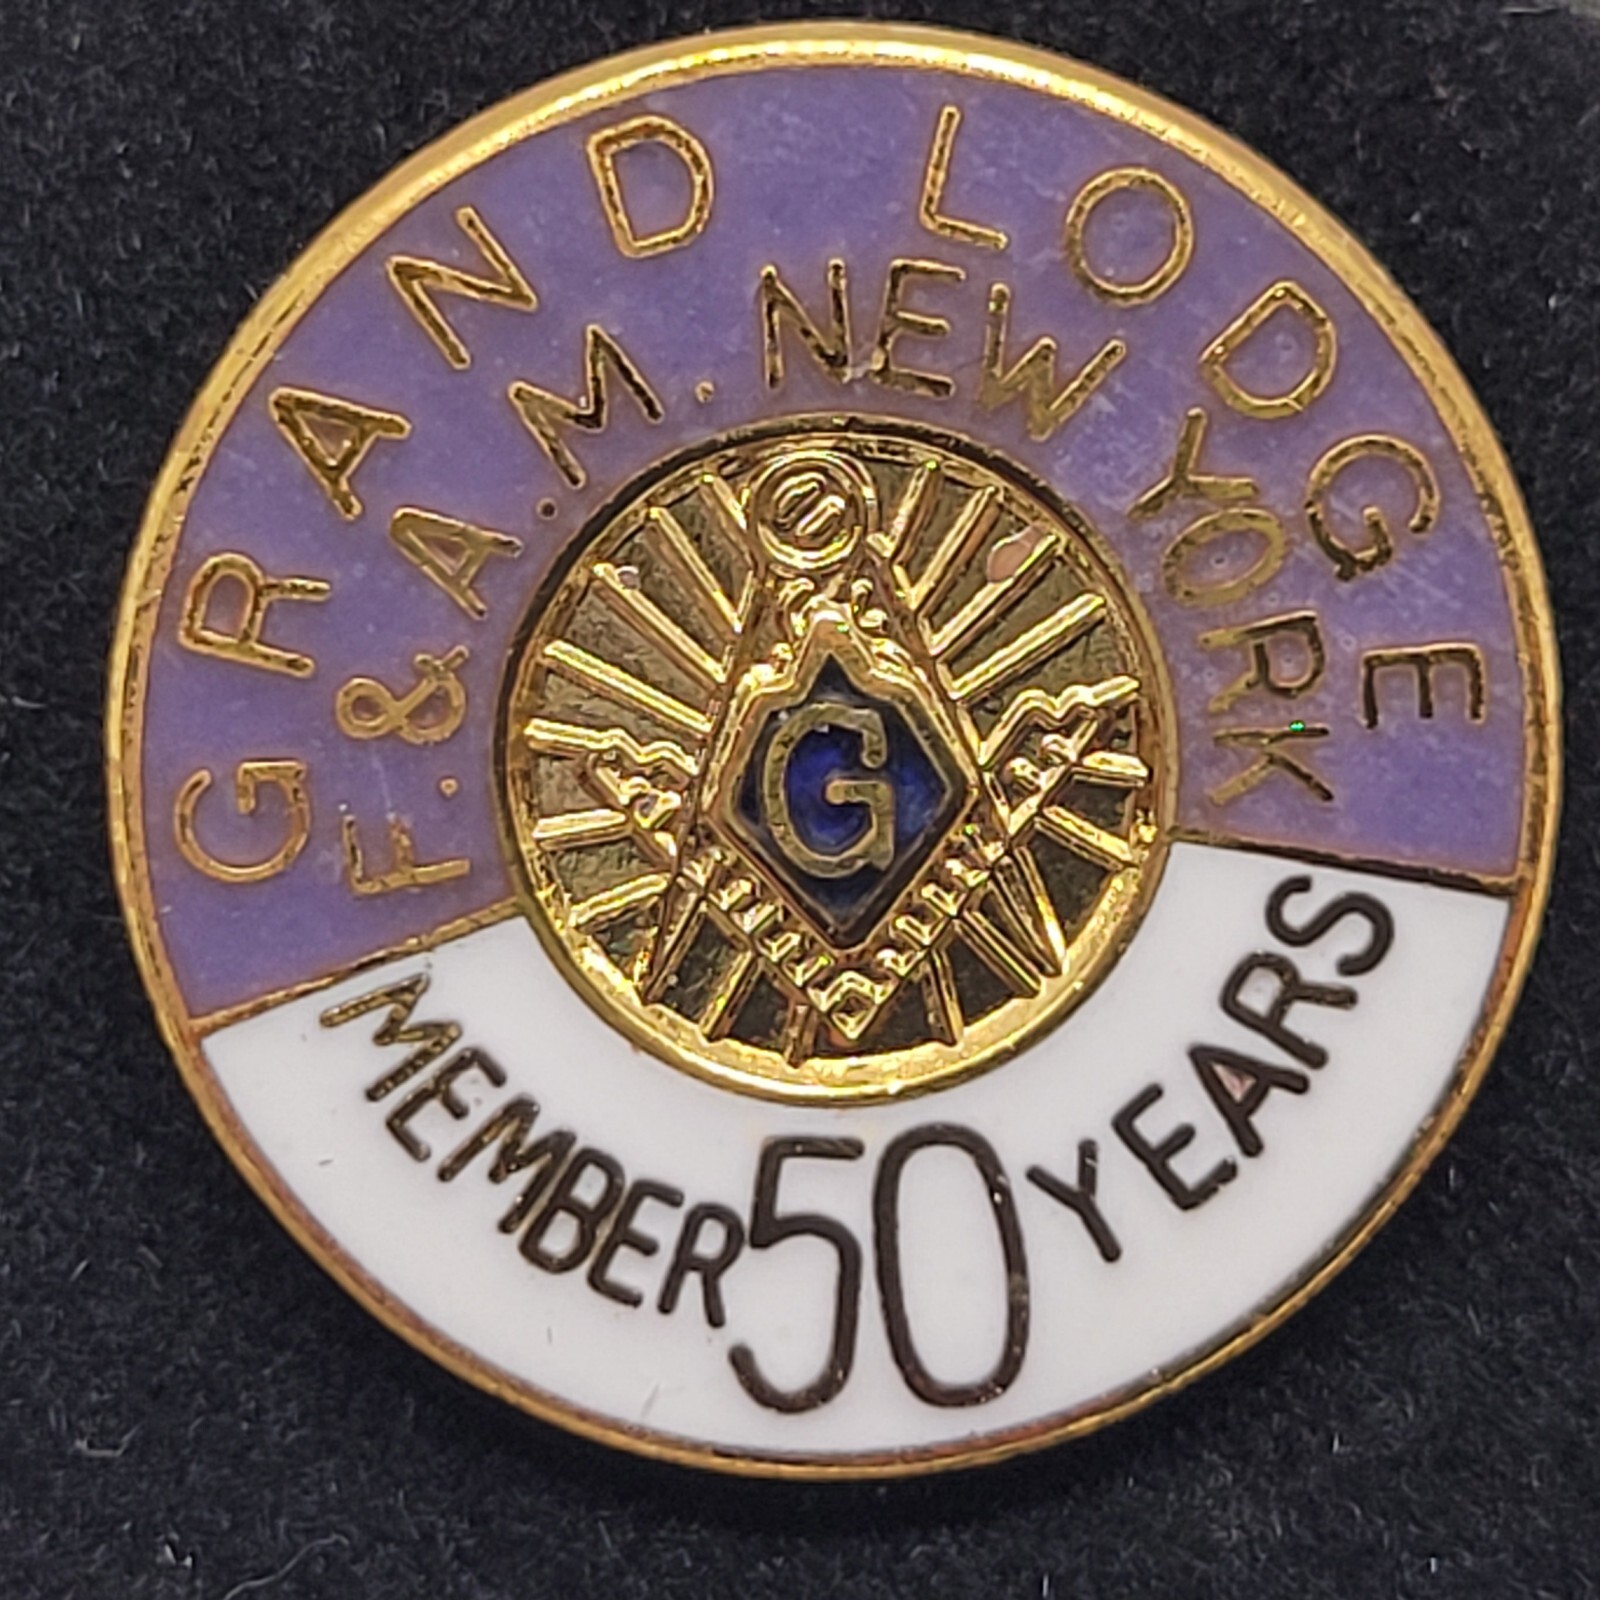 GRAND LODGE
F.&A.M. NEW YORK
G
MEMBER 50 YEARS